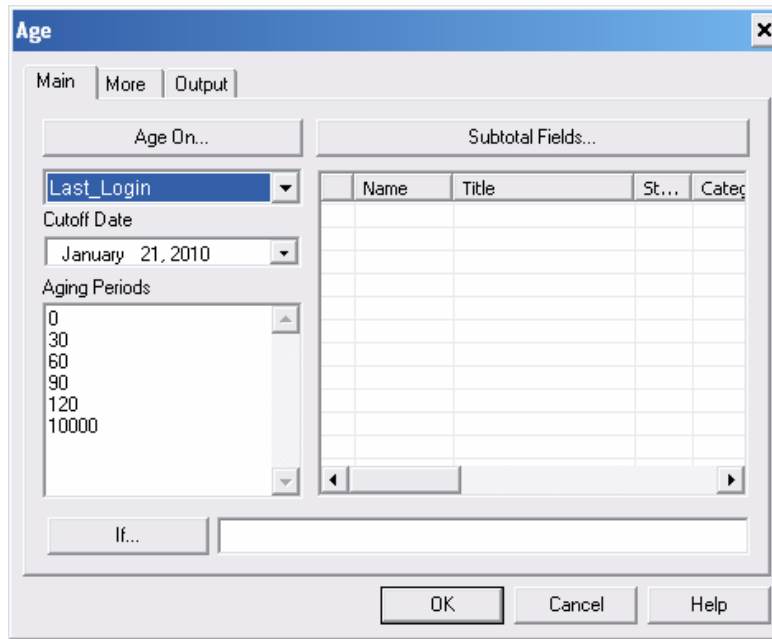 Age
Main More Output
Age On... Subtotal Fields...
Last_Login
Name Title St... Categ
Cutoff Date
January 21, 2010
Aging Periods
0
30
60
90
120
10000
If...
OK Cancel Help